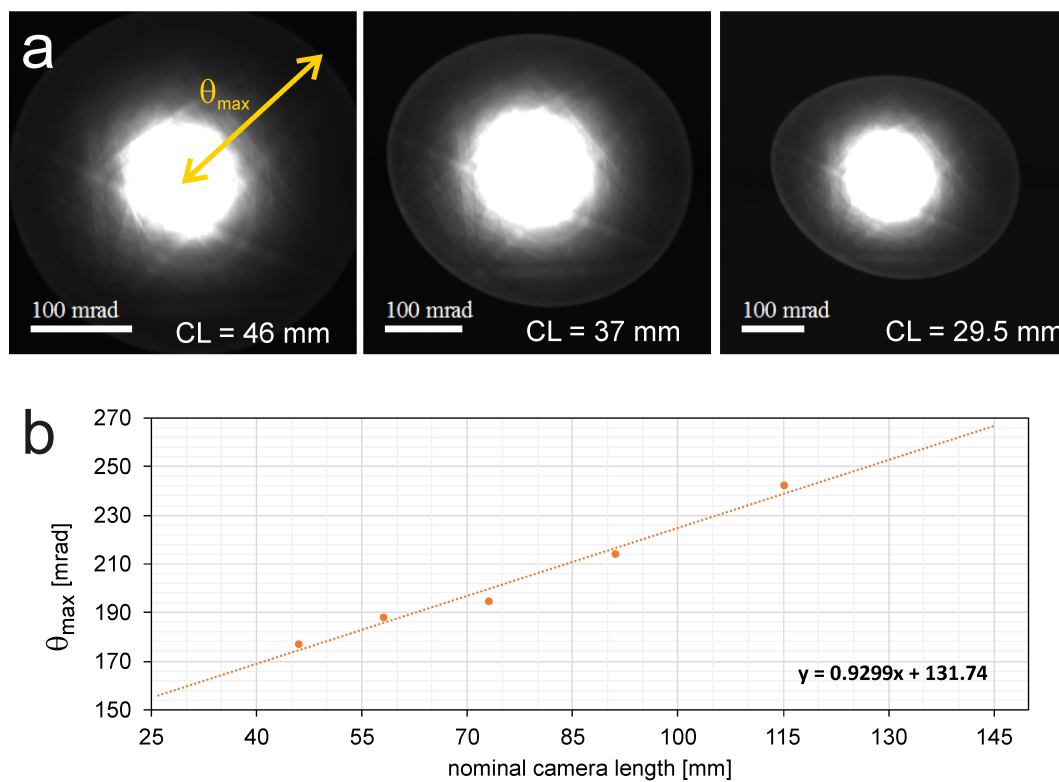 a
θmax
100 mrad
CL = 46 mm
100 mrad
CL = 37 mm
100 mrad
CL = 29.5 mm
b
270
250
230
210
190
170
150
θmax [mrad]
y = 0.9299x + 131.74
25 40 55 70 85 100 115 130 145
nominal camera length [mm]